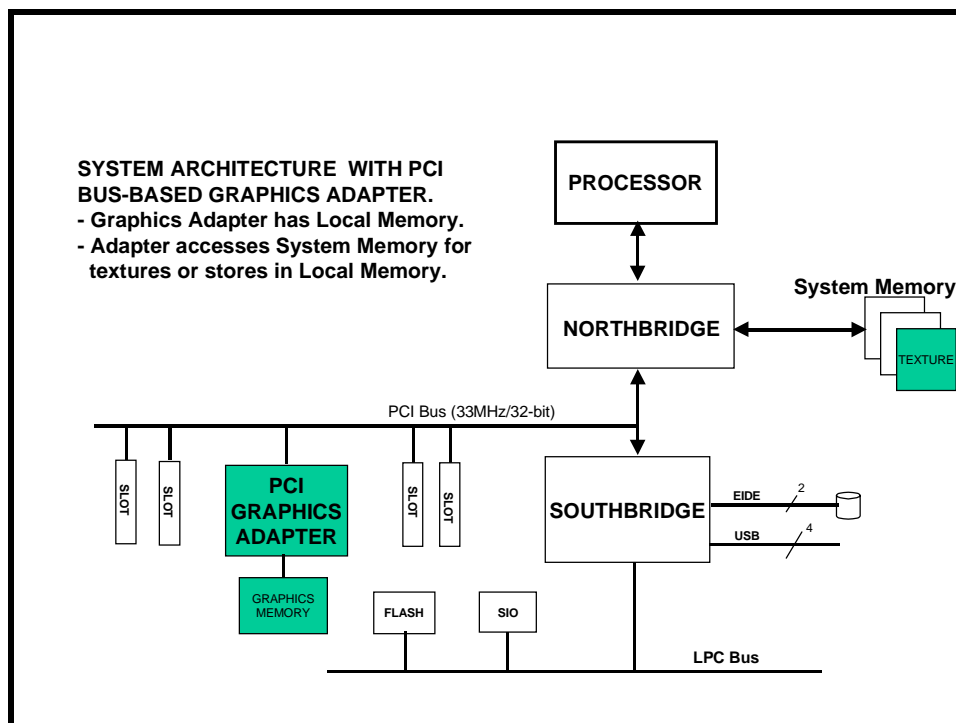 SYSTEM ARCHITECTURE WITH PCI
BUS-BASED GRAPHICS ADAPTER.
- Graphics Adapter has Local Memory.
- Adapter accesses System Memory for
textures or stores in Local Memory.
PROCESSOR
System Memory
NORTHBRIDGE
TEXTURE
PCI Bus (33MHz/32-bit)
SLOT
SLOT
PCI
GRAPHICS
ADAPTER
SLOT
SLOT
SOUTHBRIDGE
EIDE
2
USB
4
GRAPHICS
MEMORY
FLASH
SIO
LPC Bus